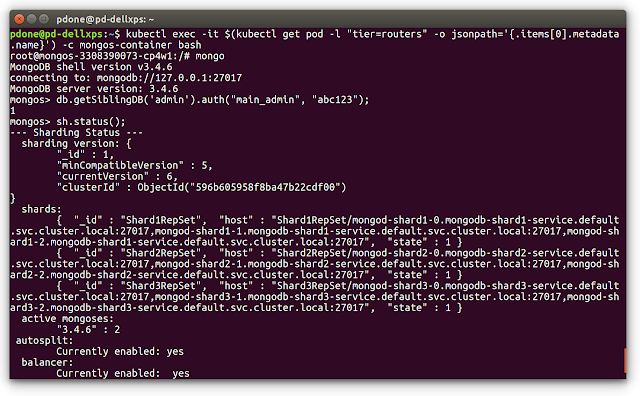 pdone@pd-dellxps: ~
pdone@pd-dellxps:~$ kubectl exec -it $(kubectl get pod -l "tier=routers" -o jsonpath='{.items[0].metadata
.name}') -c mongos-container bash
root@mongos-3308390073-cp4w1:/# mongo
MongoDB shell version v3.4.6
connecting to: mongodb://127.0.0.1:27017
MongoDB server version: 3.4.6
mongos> db.getSiblingDB('admin').auth("main_admin", "abc123");
1
mongos> sh.status();
--- Sharding Status ---
sharding version: {
"_id" : 1,
"minCompatibleVersion" : 5,
"currentVersion" : 6,
"clusterId" : ObjectId("596b605958f8ba47b22cdf00")
}
shards:
{  "_id" : "Shard1RepSet",  "host" : "Shard1RepSet/mongod-shard1-0.mongodb-shard1-service.default
.svc.cluster.local:27017,mongod-shard1-1.mongodb-shard1-service.default.svc.cluster.local:27017,mongod-sh
ard1-2.mongodb-shard1-service.default.svc.cluster.local:27017",  "state" : 1 }
{  "_id" : "Shard2RepSet",  "host" : "Shard2RepSet/mongod-shard2-0.mongodb-shard2-service.default
.svc.cluster.local:27017,mongod-shard2-1.mongodb-shard2-service.default.svc.cluster.local:27017,mongod-sh
ard2-2.mongodb-shard2-service.default.svc.cluster.local:27017",  "state" : 1 }
{  "_id" : "Shard3RepSet",  "host" : "Shard3RepSet/mongod-shard3-0.mongodb-shard3-service.default
.svc.cluster.local:27017,mongod-shard3-1.mongodb-shard3-service.default.svc.cluster.local:27017,mongod-sh
ard3-2.mongodb-shard3-service.default.svc.cluster.local:27017",  "state" : 1 }
active mongoses:
"3.4.6" : 2
autosplit:
Currently enabled: yes
balancer:
Currently enabled:  yes